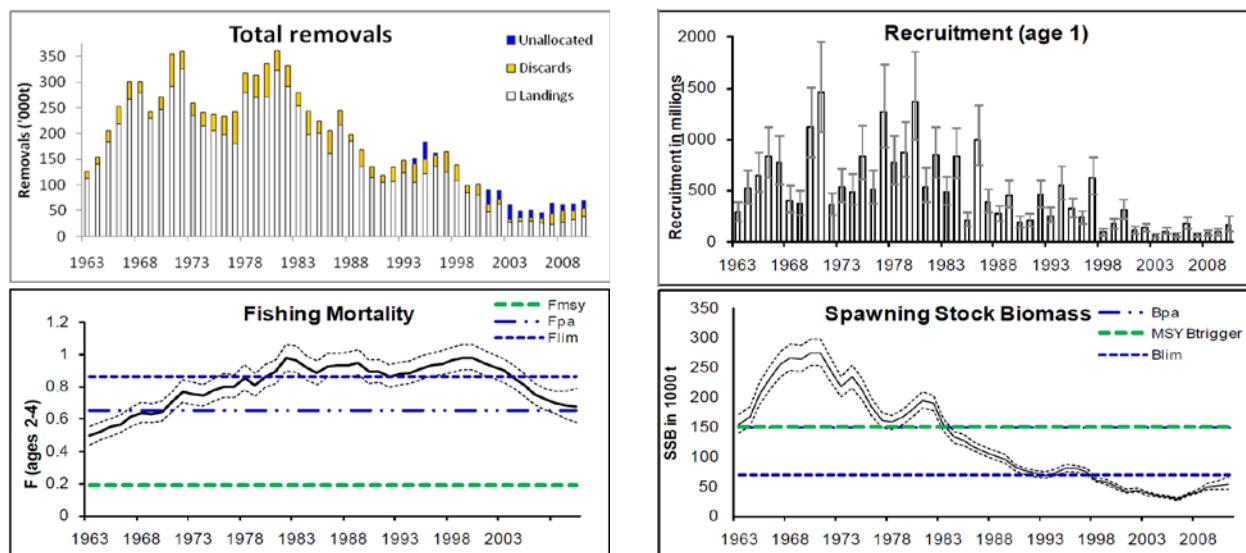 Total removals
Unallocated
Discards
Landings
Removals ('000t)
350
300
250
200
150
100
50
0
1963 1968 1973 1978 1983 1988 1993 1998 2003 2008
Recruitment (age 1)
Recruitment in millions
2000
1500
1000
500
0
1963 1968 1973 1978 1983 1988 1993 1998 2003 2008
Fishing Mortality
Fmsy
Fpa
Flim
F (ages 2-4)
1.2
1
0.8
0.6
0.4
0.2
0
1963 1968 1973 1978 1983 1988 1993 1998 2003
Spawning Stock Biomass
Bpa
MSY Btrigger
Blim
SSB in 1000 t
350
300
250
200
150
100
50
0
1963 1968 1973 1978 1983 1988 1993 1998 2003 2008